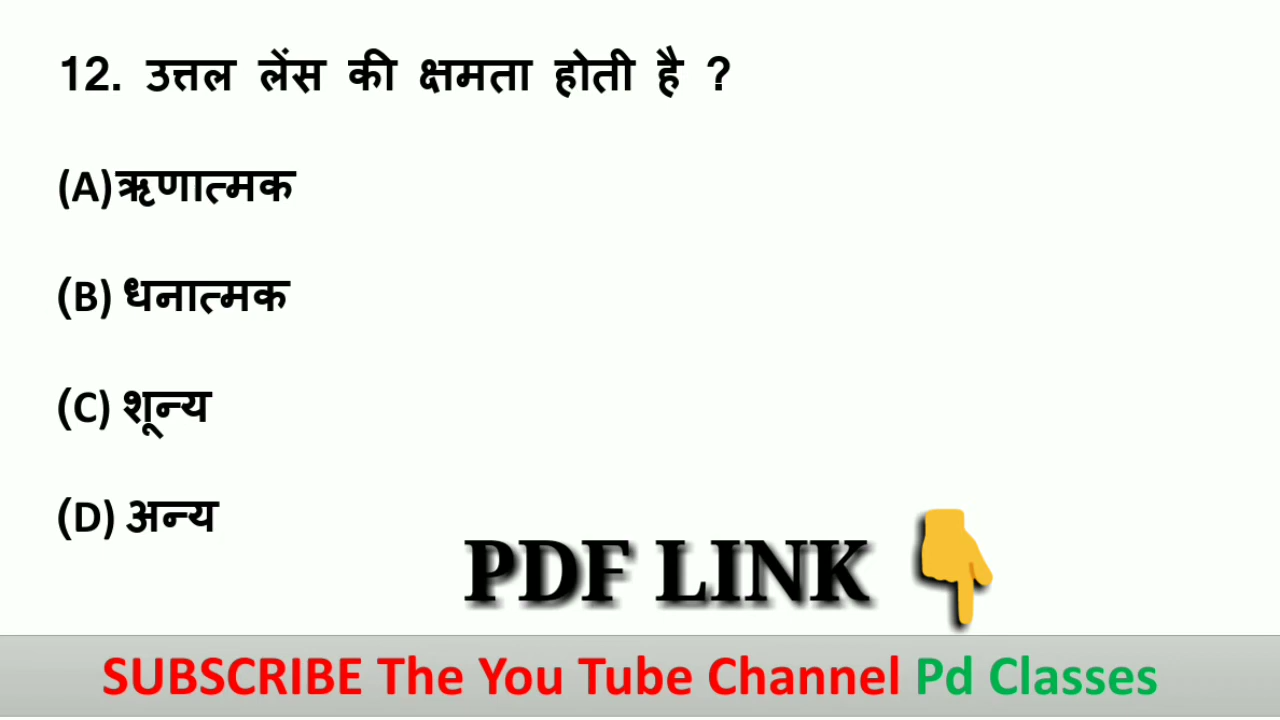 12. उत्तल लेंस की क्षमता होती है ?
(A)ऋणात्मक
(B) धनात्मक
(C) शून्य
(D) अन्य
PDF LINK
SUBSCRIBE The You Tube Channel Pd Classes